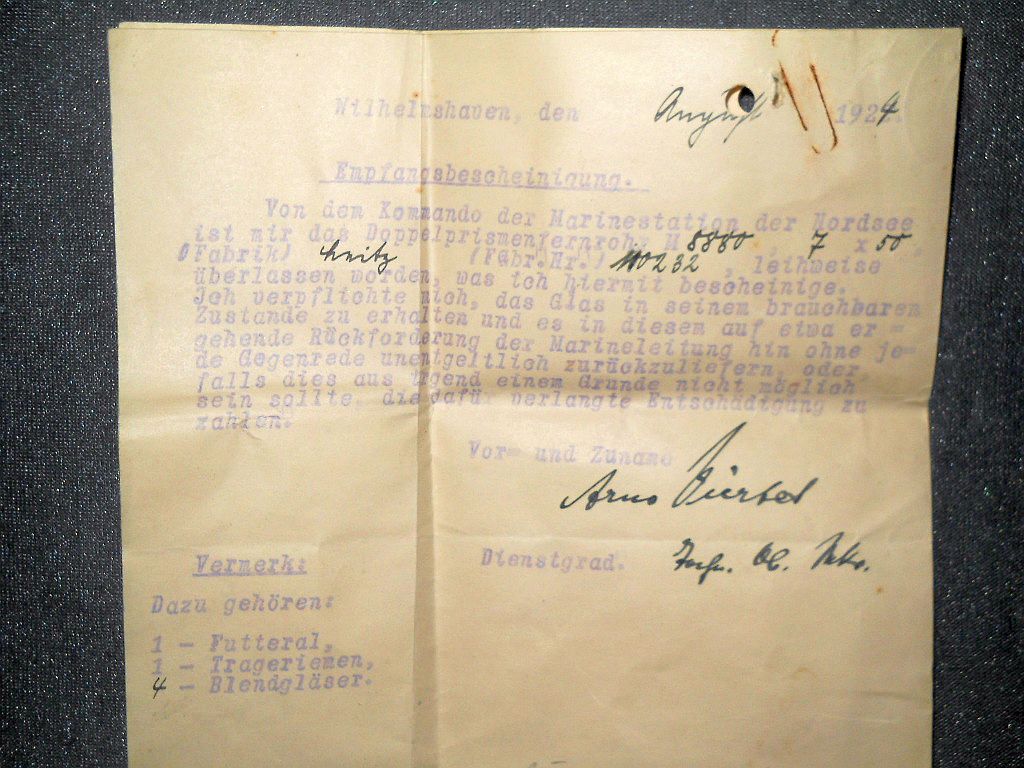 Wilhelmshaven, den August 1924.
Empfangsbescheinigung.
Von dem Kommando der Marinestation der Nordsee
ist mir das Doppelprismenfernrohr M 8880 7 x 50,
(Fabrik) (Fabr.Nr.) 110232, leihweise
überlassen worden, was ich hiermit bescheinige.
Ich verpflichte mich, das Glas in seinem brauchbaren
Zustande zu erhalten und es in diesem auf etwa er =
gehende Rückforderung der Marineleitung hin ohne je=
de Gegenrede unentgeltlich zurückzuliefern, oder
falls dies aus irgend einem Grunde nicht möglich
sein sollte, die dafür verlangte Entschädigung zu
zahlen.
Vor= und Zuname
Arno
Vermerk:
Dienstgrad.
Dazu gehören:
1 - Futteral,
1 - Trageriemen,
4 - Blendgläser.